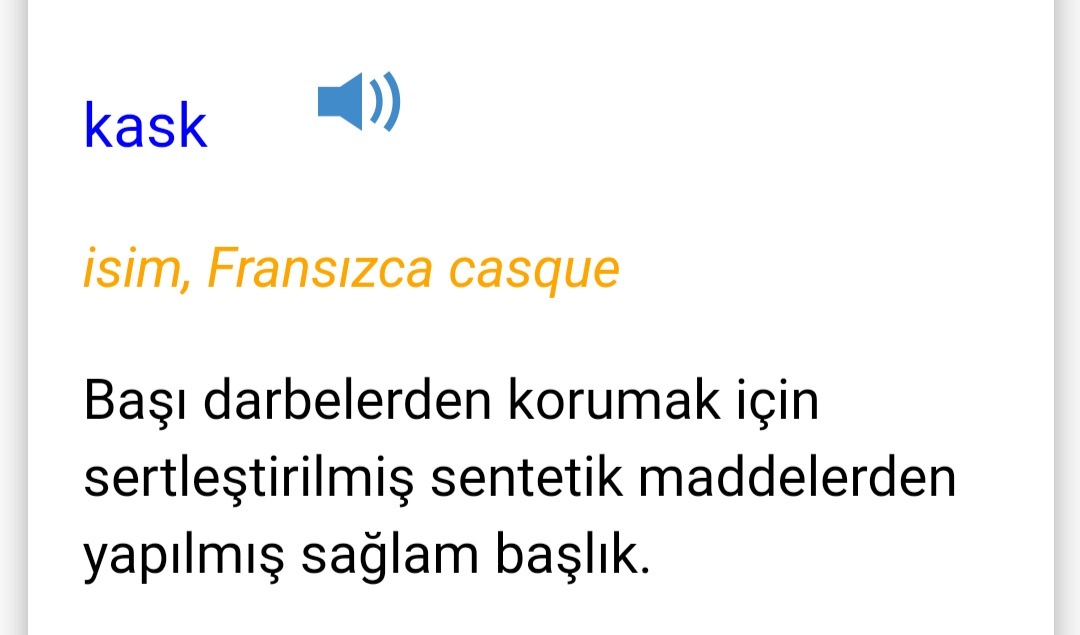 kask
isim, Fransızca casque
Başı darbelerden korumak için
sertleştirilmiş sentetik maddelerden
yapılmış sağlam başlık.